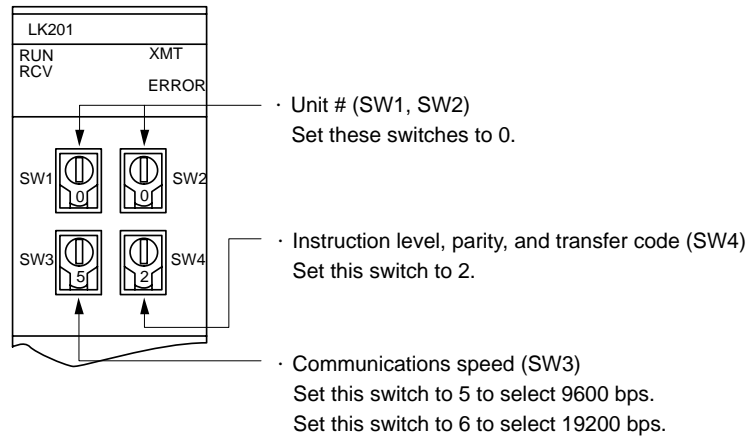 LK201
RUN XMT
RCV
ERROR
· Unit # (SW1, SW2)
Set these switches to 0.
SW1 0 0 SW2
· Instruction level, parity, and transfer code (SW4)
Set this switch to 2.
SW3 5 2 SW4
· Communications speed (SW3)
Set this switch to 5 to select 9600 bps.
Set this switch to 6 to select 19200 bps.